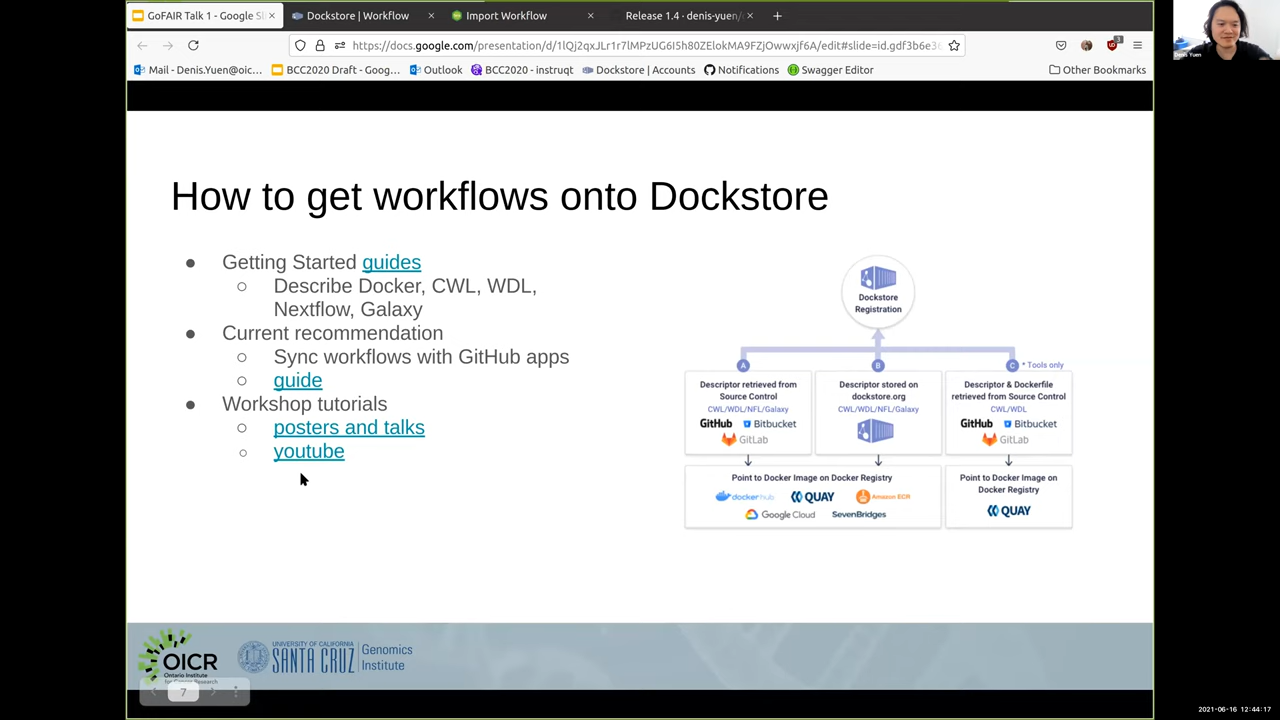 GoFAIR Talk 1 - Google Sl
Dockstore | Workflow
Import Workflow
Release 1.4 · denis-yuen/
https://docs.google.com/presentation/d/1lQj2qxJLr1r7lMPzUG6I5h80ZElokMA9FZjOwwxjf6A/edit#slide=id.gdf3b6e3
Mail - Denis.Yuen@oic...
BCC2020 Draft - Goog...
Outlook
BCC2020 - instruqt
Dockstore | Accounts
Notifications
Swagger Editor
Other Bookmarks
Denis Yuen
How to get workflows onto Dockstore
● Getting Started guides
○ Describe Docker, CWL, WDL,
Nextflow, Galaxy
● Current recommendation
○ Sync workflows with GitHub apps
○ guide
● Workshop tutorials
○ posters and talks
○ youtube
Dockstore
Registration
A
B
C * Tools only
Descriptor retrieved from
Source Control
CWL/WDL/NFL/Galaxy
GitHub Bitbucket
GitLab
Descriptor stored on
dockstore.org
CWL/WDL/NFL/Galaxy
Descriptor & Dockerfile
retrieved from Source Control
CWL/WDL
GitHub Bitbucket
GitLab
Point to Docker Image on Docker Registry
dockerhub QUAY Amazon ECR
Google Cloud SevenBridges
Point to Docker Image on
Docker Registry
QUAY
OICR
Ontario Institute
for Cancer Research
UNIVERSITY OF CALIFORNIA
SANTA CRUZ
Genomics
Institute
7
2021-06-16 12:44:17